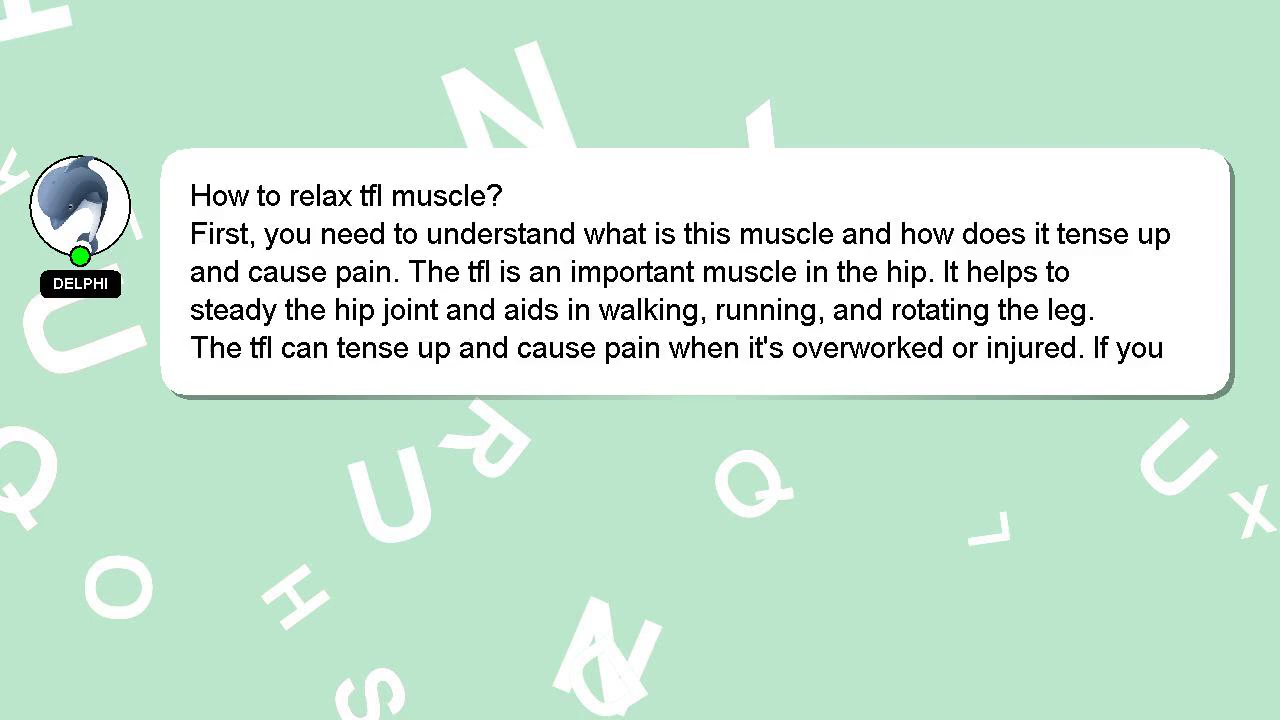 How to relax tfl muscle?
First, you need to understand what is this muscle and how does it tense up
and cause pain. The tfl is an important muscle in the hip. It helps to
steady the hip joint and aids in walking, running, and rotating the leg.
The tfl can tense up and cause pain when it's overworked or injured. If you
DELPHI